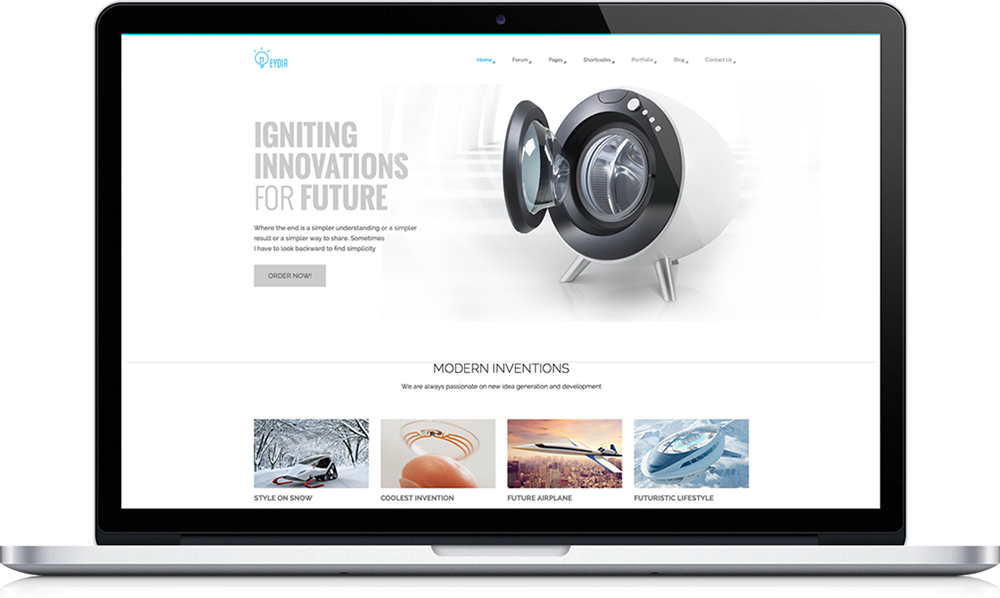 EYDIA
Home Forum Pages Shortcodes Portfolio Blog Contact Us
IGNITING
INNOVATIONS
FOR FUTURE
Where the end is a simpler understanding or a simpler
result or a simpler way to share. Sometimes
I have to look backward to find simplicity
ORDER NOW!
MODERN INVENTIONS
We are always passionate on new idea generation and development
STYLE ON SNOW COOLEST INVENTION FUTURE AIRPLANE FUTURISTIC LIFESTYLE